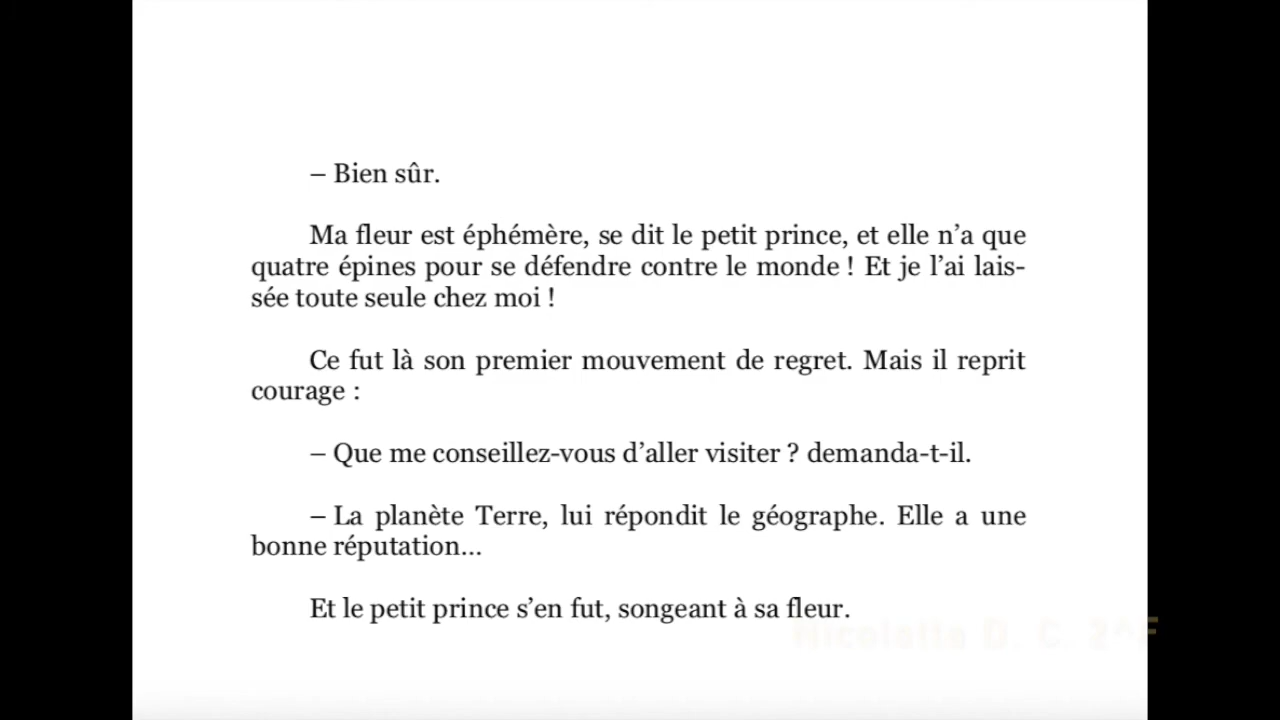 – Bien sûr.
Ma fleur est éphémère, se dit le petit prince, et elle n’a que
quatre épines pour se défendre contre le monde ! Et je l’ai lais-
sée toute seule chez moi !
Ce fut là son premier mouvement de regret. Mais il reprit
courage :
– Que me conseillez-vous d’aller visiter ? demanda-t-il.
– La planète Terre, lui répondit le géographe. Elle a une
bonne réputation…
Et le petit prince s’en fut, songeant à sa fleur.
D. C. 2^F